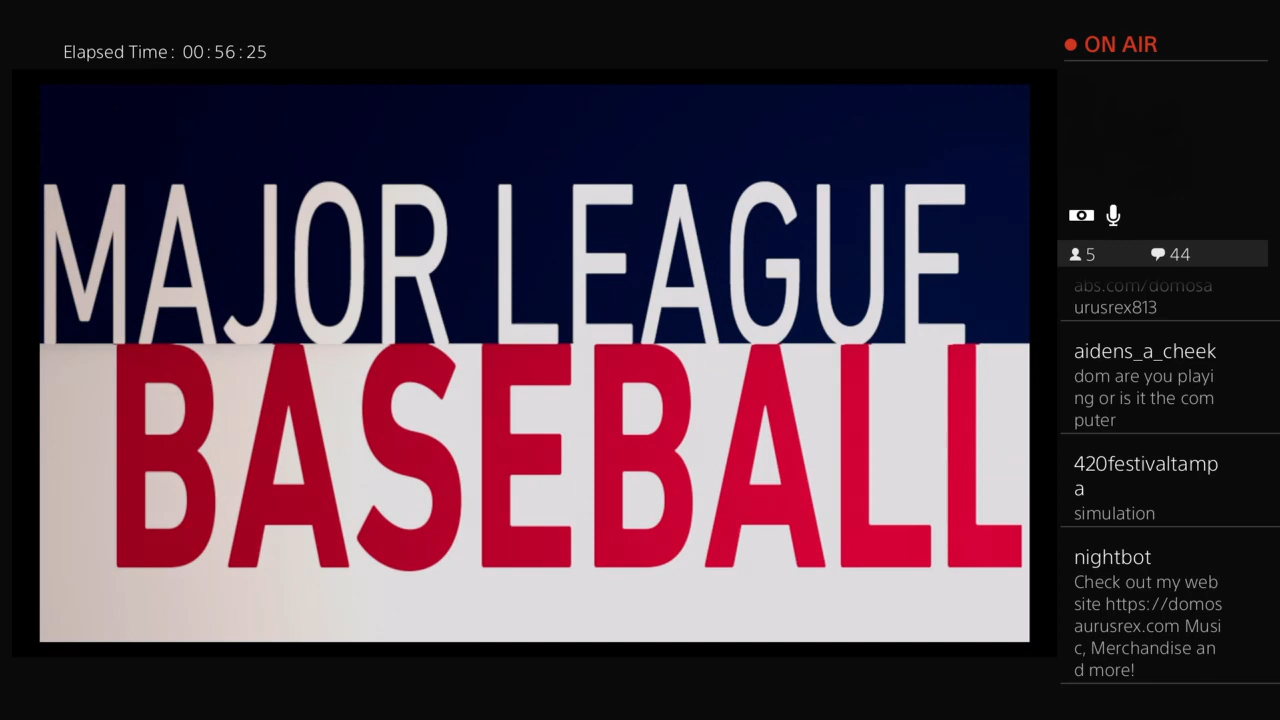 Elapsed Time: 00:56:25
ON AIR
MAJOR LEAGUE
BASEBALL
5 44
abs.com/domosa
urusrex813
aidens_a_cheek
dom are you playi
ng or is it the com
puter
420festivaltamp
a
simulation
nightbot
Check out my web
site https://domos
aurusrex.com Musi
c, Merchandise an
d more!